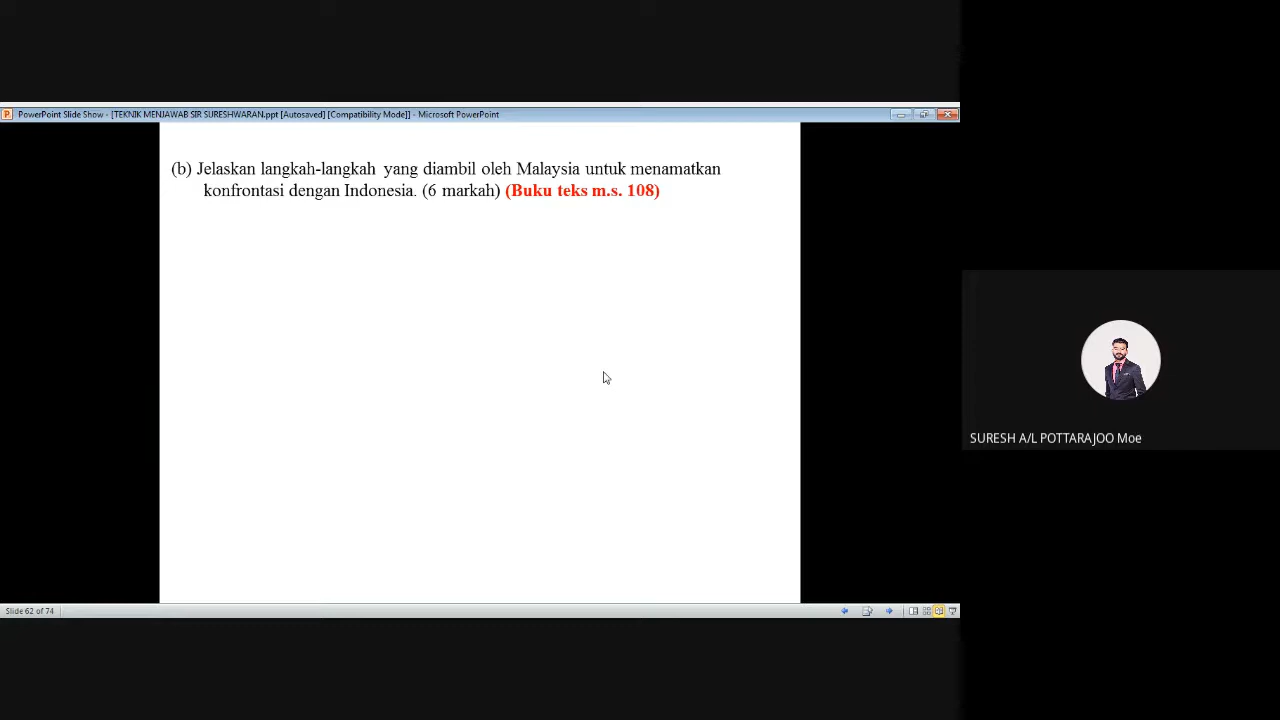 PowerPoint Slide Show - [TEKNIK MENJAWAB SIR SURESHWARAN.ppt [Autosaved] [Compatibility Mode]] - Microsoft PowerPoint
(b) Jelaskan langkah-langkah yang diambil oleh Malaysia untuk menamatkan
konfrontasi dengan Indonesia. (6 markah) (Buku teks m.s. 108)
SURESH A/L POTTARAJOO Moe
Slide 62 of 74